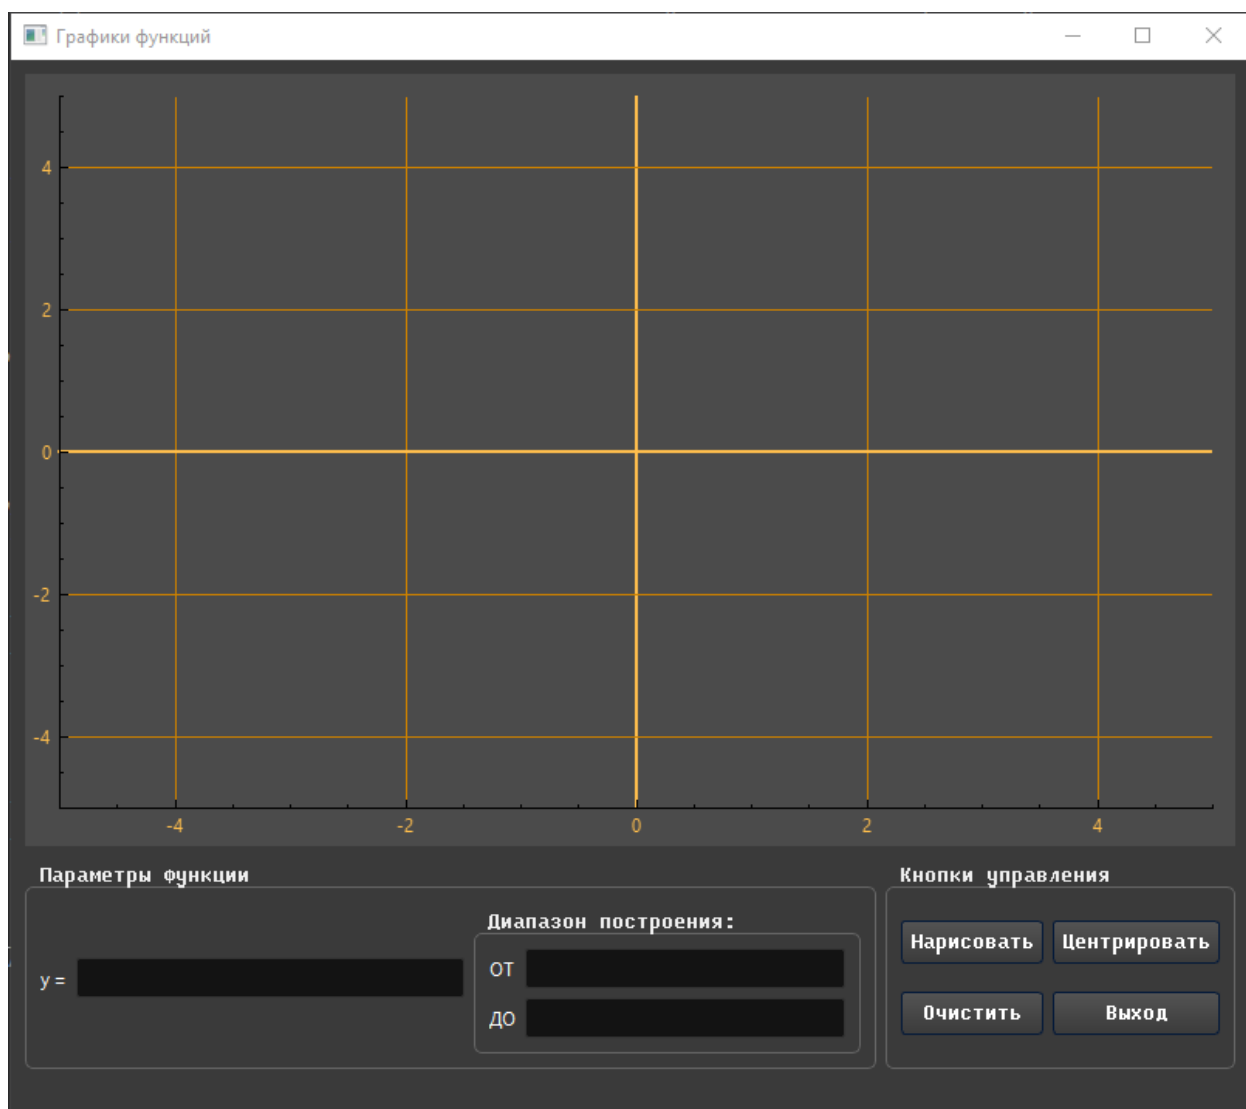 Графики функций
4
2
0
-2
-4
-4 -2 0 2 4
Параметры функции
y =
Диапазон построения:
ОТ
ДО
Кнопки управления
Нарисовать Центрировать
Очистить Выход